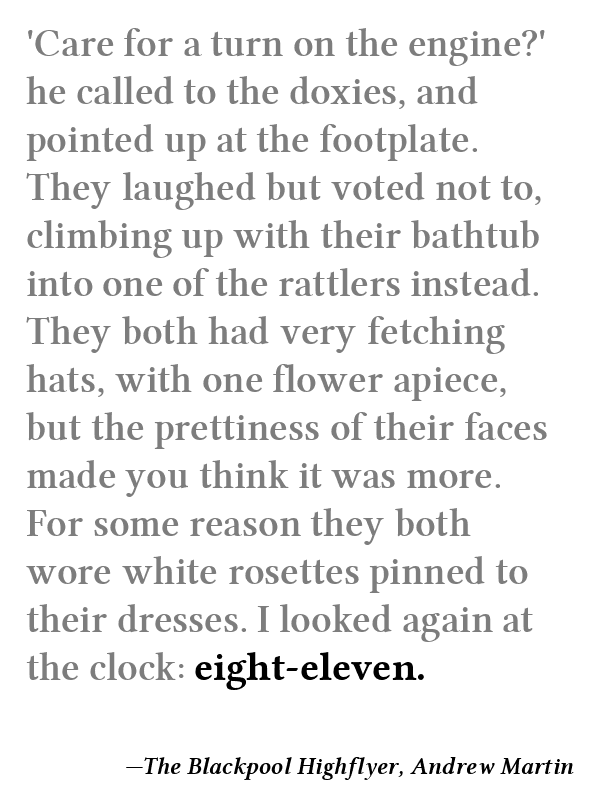 'Care for a turn on the engine?'
he called to the doxies, and
pointed up at the footplate.
They laughed but voted not to,
climbing up with their bathtub
into one of the rattlers instead.
They both had very fetching
hats, with one flower apiece,
but the prettiness of their faces
made you think it was more.
For some reason they both
wore white rosettes pinned to
their dresses. I looked again at
the clock: eight-eleven.
—The Blackpool Highflyer, Andrew Martin